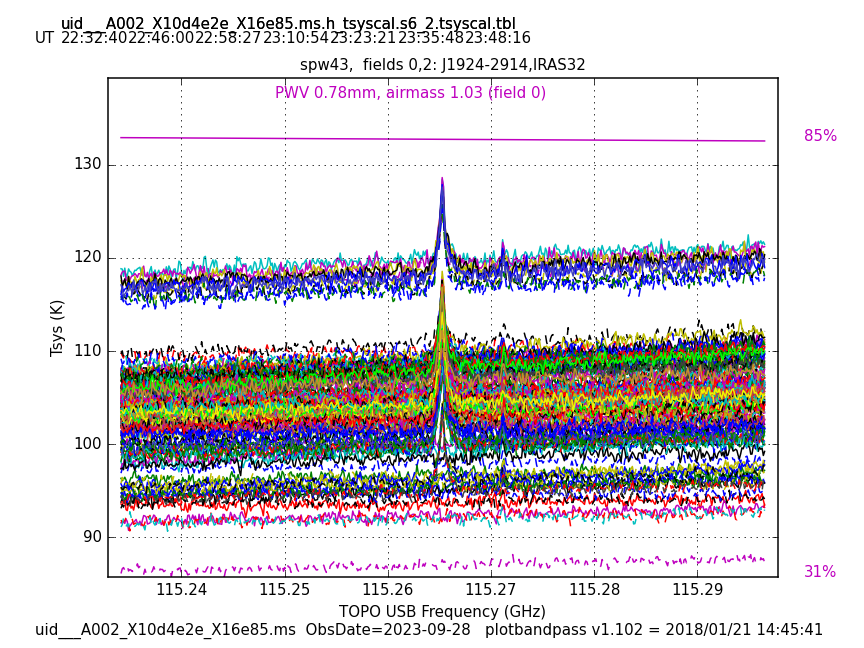 uid___A002_X10d4e2e_X16e85.ms.h_tsyscal.s6_2.tsyscal.tbl
UT 22:32:40 22:46:00 22:58:27 23:10:54 23:23:21 23:35:48 23:48:16
spw43, fields 0,2: J1924-2914,IRAS32
PWV 0.78mm, airmass 1.03 (field 0)
85%
130
120
110
100
90
Tsys (K)
31%
115.24 115.25 115.26 115.27 115.28 115.29
TOPO USB Frequency (GHz)
uid___A002_X10d4e2e_X16e85.ms ObsDate=2023-09-28 plotbandpass v1.102 = 2018/01/21 14:45:41